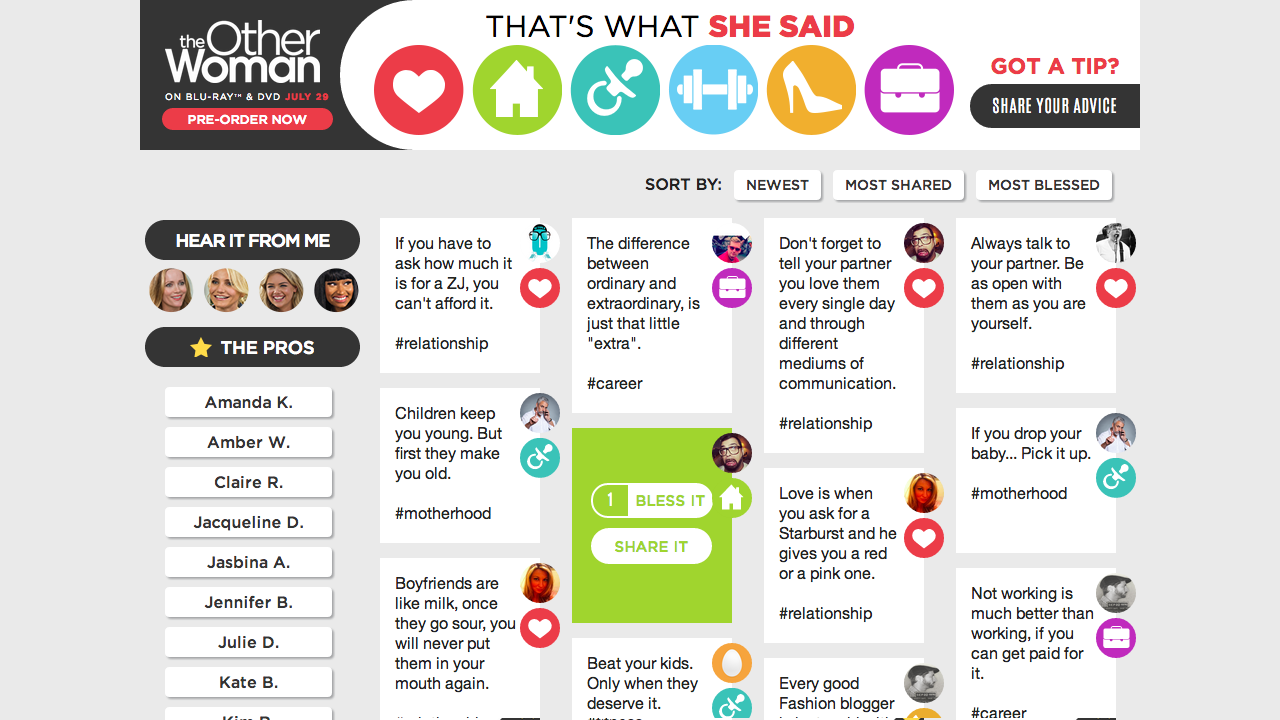 the Other
Woman
ON BLU-RAY™ & DVD JULY 29
PRE-ORDER NOW
THAT'S WHAT SHE SAID
GOT A TIP?
SHARE YOUR ADVICE
SORT BY:
NEWEST
MOST SHARED
MOST BLESSED
HEAR IT FROM ME
THE PROS
Amanda K.
Amber W.
Claire R.
Jacqueline D.
Jasbina A.
Jennifer B.
Julie D.
Kate B.
If you have to
ask how much it
is for a ZJ, you
can't afford it.
#relationship
Children keep
you young. But
first they make
you old.
#motherhood
Boyfriends are
like milk, once
they go sour, you
will never put
them in your
mouth again.
The difference
between
ordinary and
extraordinary, is
just that little
"extra".
#career
1 BLESS IT
SHARE IT
Beat your kids.
Only when they
deserve it.
Don't forget to
tell your partner
you love them
every single day
and through
different
mediums of
communication.
#relationship
Love is when
you ask for a
Starburst and he
gives you a red
or a pink one.
#relationship
Every good
Fashion blogger
Always talk to
your partner. Be
as open with
them as you are
yourself.
#relationship
If you drop your
baby... Pick it up.
#motherhood
Not working is
much better than
working, if you
can get paid for
it.
#career